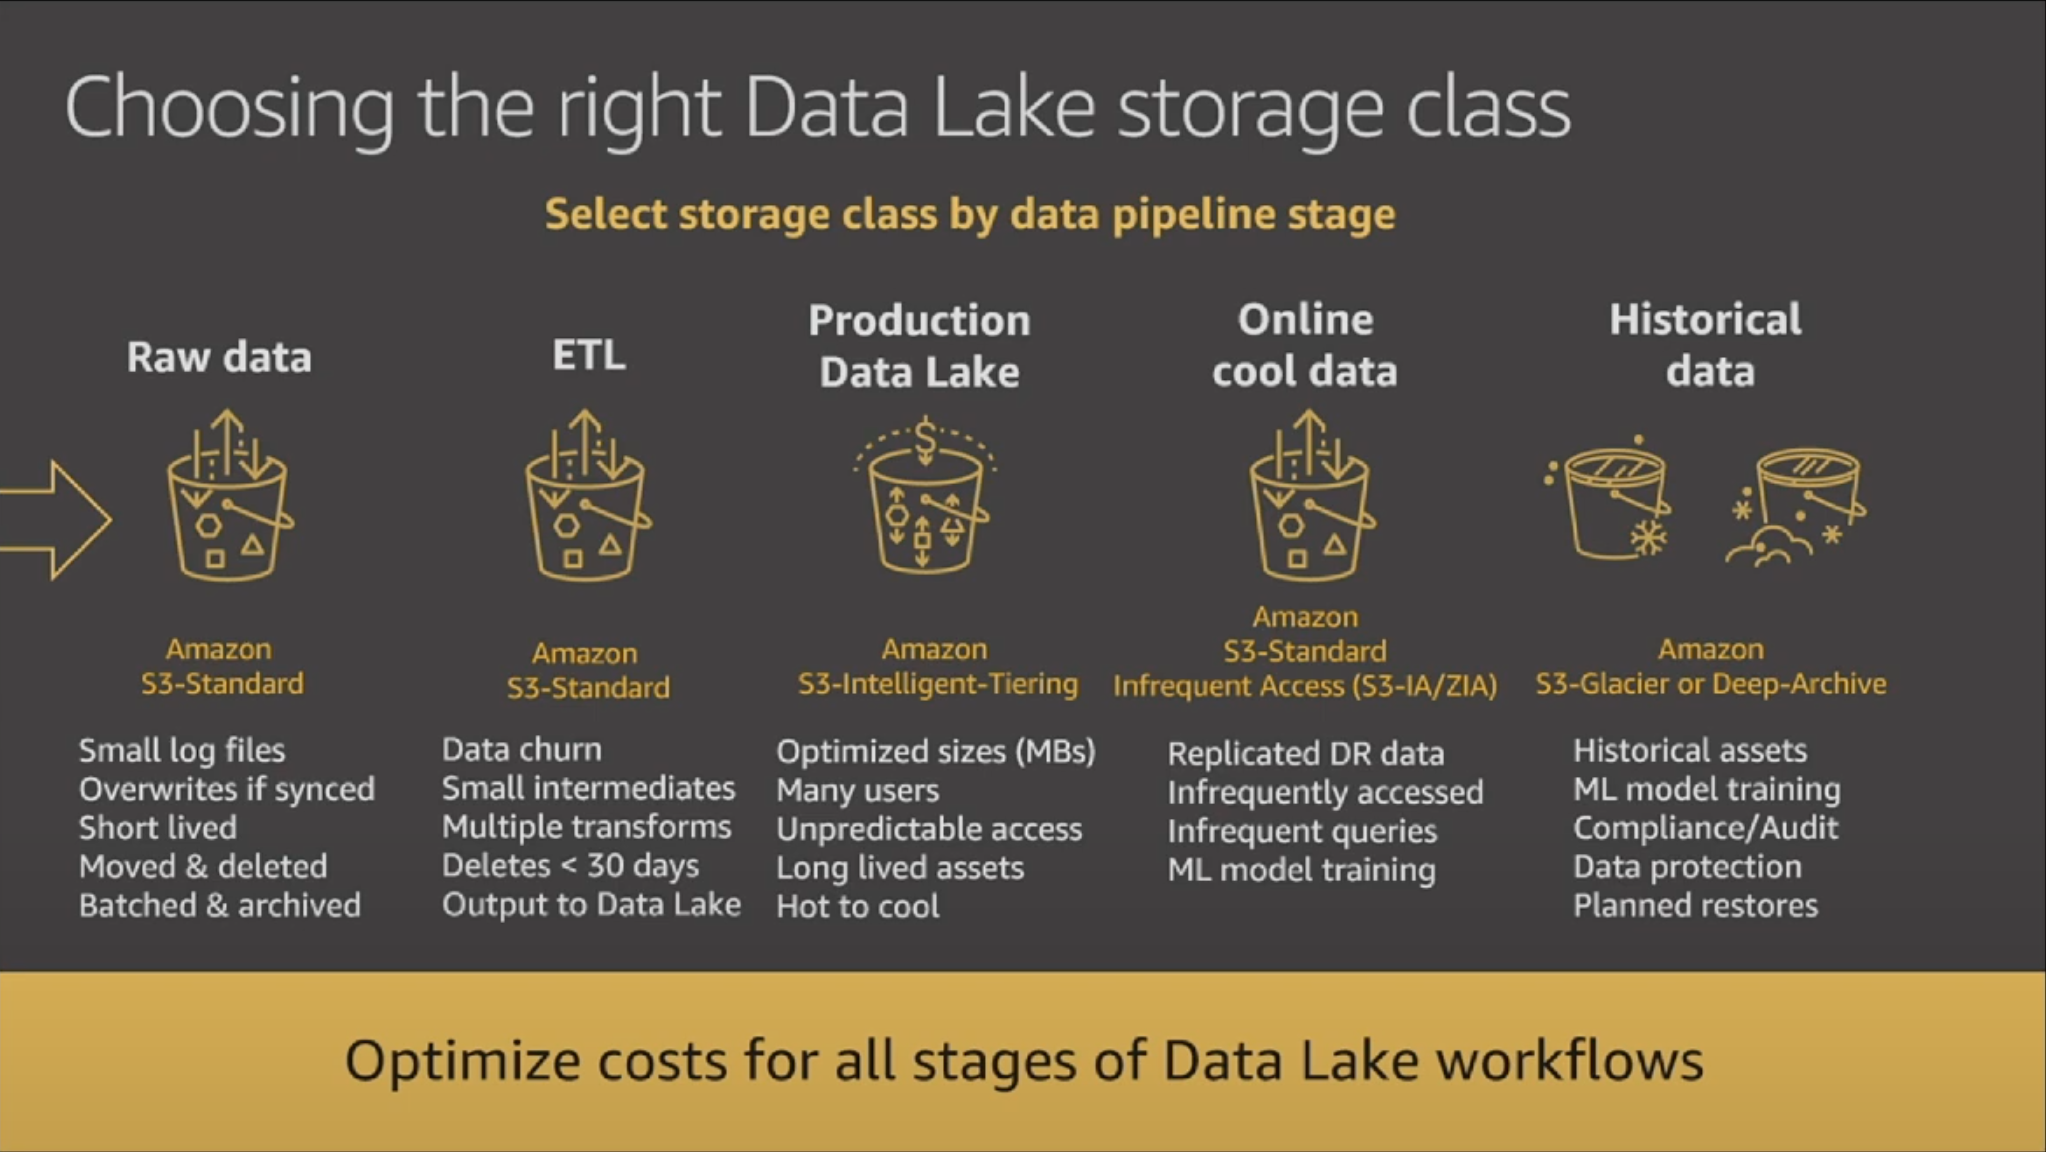 Choosing the right Data Lake storage class
Select storage class by data pipeline stage
Raw data
Amazon
S3-Standard
Small log files
Overwrites if synced
Short lived
Moved & deleted
Batched & archived
ETL
Amazon
S3-Standard
Data churn
Small intermediates
Multiple transforms
Deletes < 30 days
Output to Data Lake
Production
Data Lake
$
Amazon
S3-Intelligent-Tiering
Optimized sizes (MBs)
Many users
Unpredictable access
Long lived assets
Hot to cool
Online
cool data
Amazon
S3-Standard
Infrequent Access (S3-IA/ZIA)
Replicated DR data
Infrequently accessed
Infrequent queries
ML model training
Historical
data
Amazon
S3-Glacier or Deep-Archive
Historical assets
ML model training
Compliance/Audit
Data protection
Planned restores
Optimize costs for all stages of Data Lake workflows